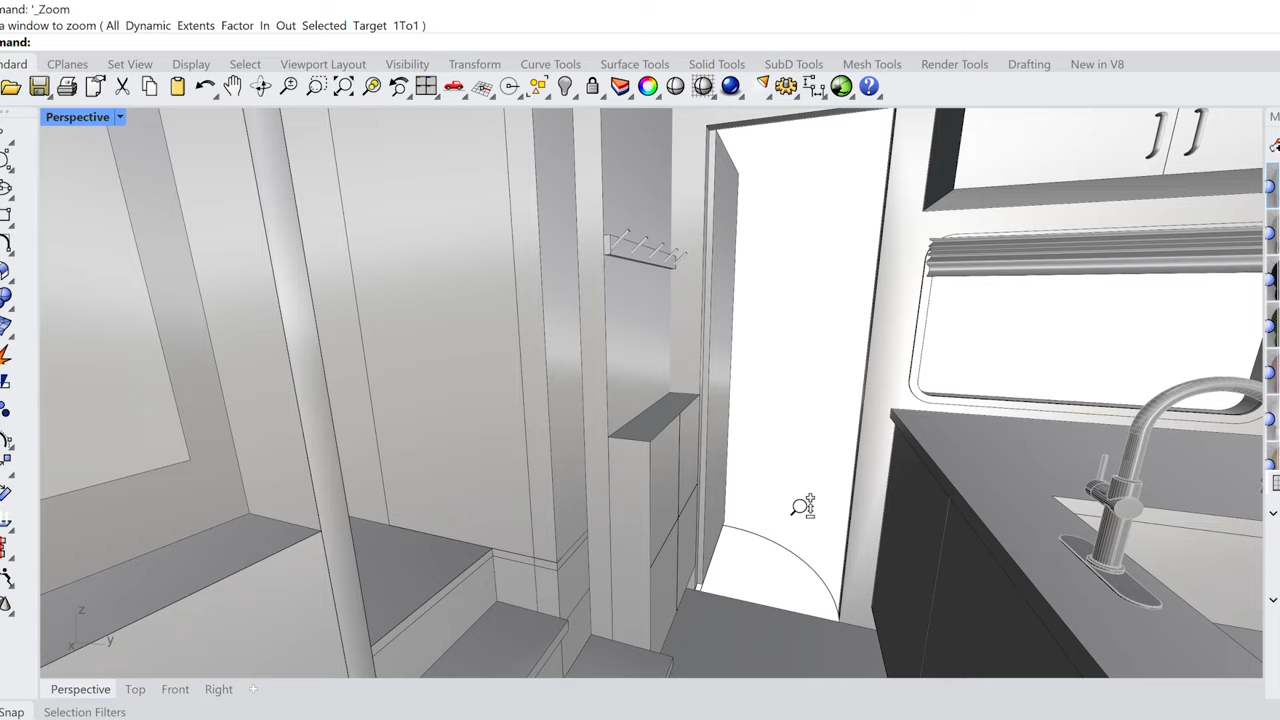 mand: '_Zoom
a window to zoom ( All Dynamic Extents Factor In Out Selected Target 1To1 )
mand:
ndard CPlanes Set View Display Select Viewport Layout Visibility Transform Curve Tools Surface Tools Solid Tools SubD Tools Mesh Tools Render Tools Drafting New in V8
Perspective
M
z
x y
Perspective Top Front Right
Snap Selection Filters